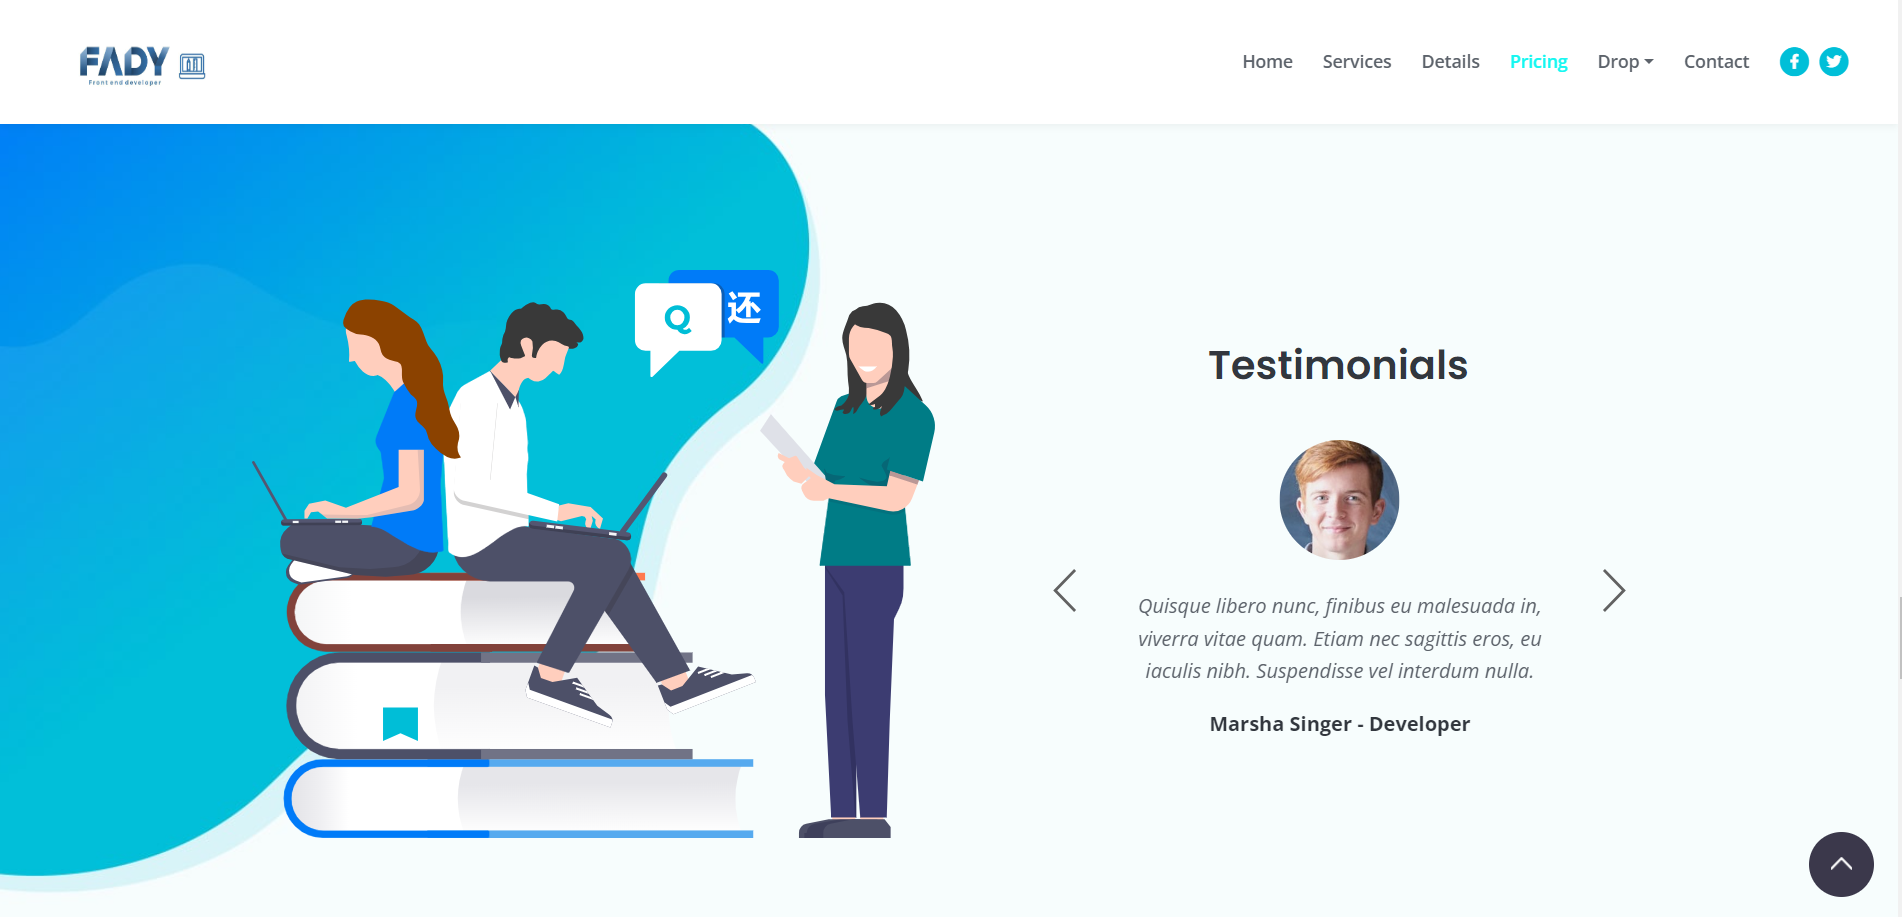 FADY
Front end developer
Home Services Details Pricing Drop Contact
Q
还
Testimonials
Quisque libero nunc, finibus eu malesuada in,
viverra vitae quam. Etiam nec sagittis eros, eu
iaculis nibh. Suspendisse vel interdum nulla.
Marsha Singer - Developer